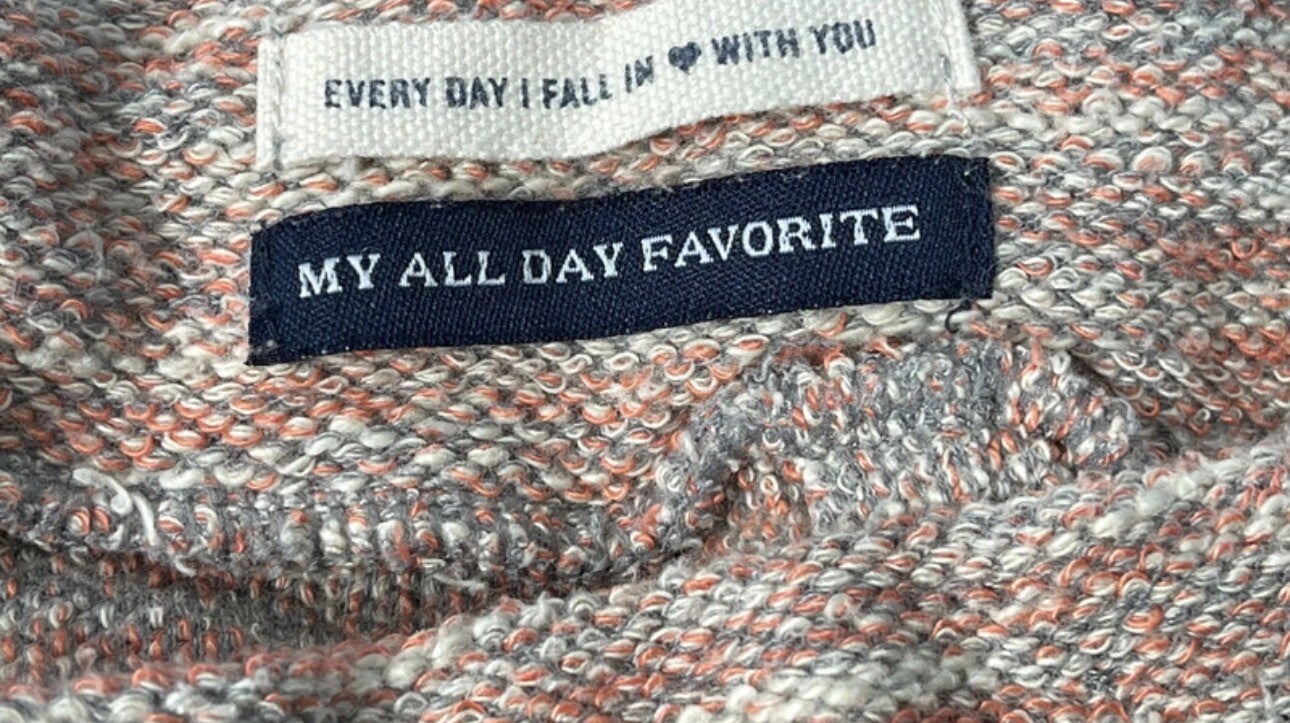 EVERY DAY I FALL IN ♥ WITH YOU
MY ALL DAY FAVORITE